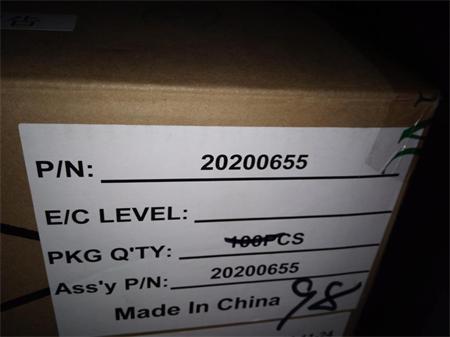 P/N: 20200655
E/C LEVEL:
PKG Q'TY: 100PCS
Ass'y P/N: 20200655
Made In China 98